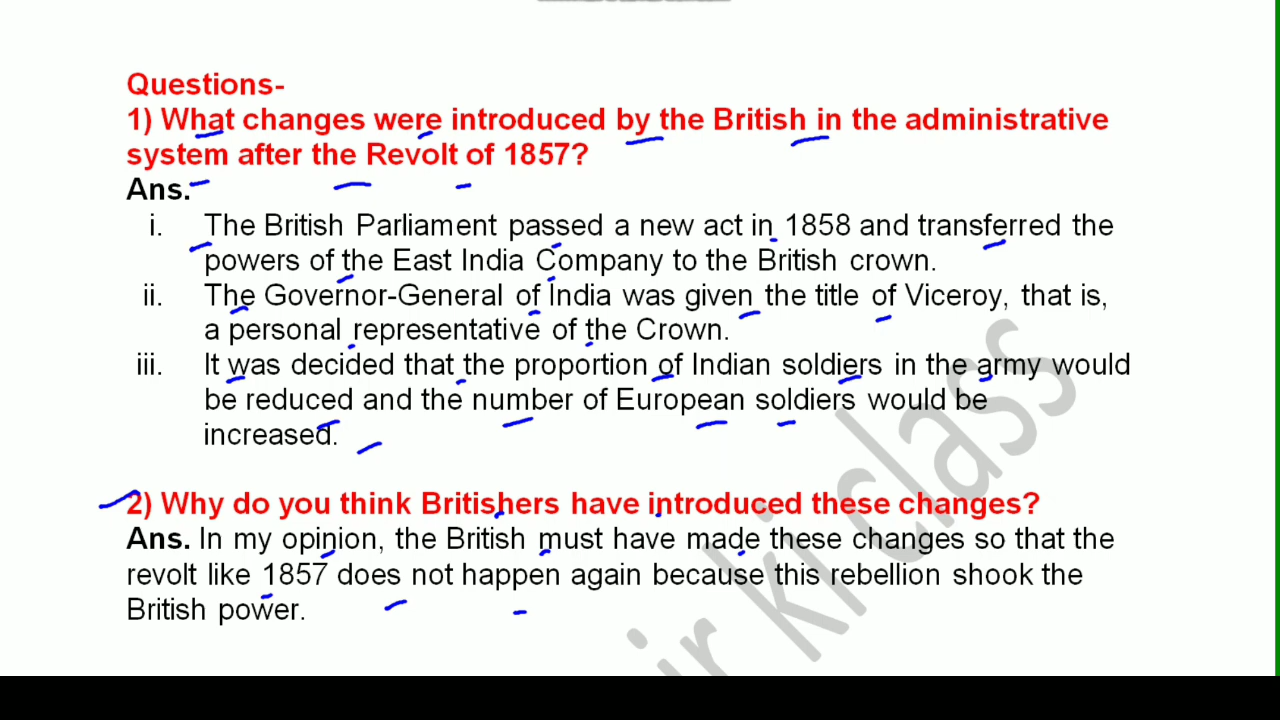 Questions-
1) What changes were introduced by the British in the administrative
system after the Revolt of 1857?
Ans.
i. The British Parliament passed a new act in 1858 and transferred the
powers of the East India Company to the British crown.
ii. The Governor-General of India was given the title of Viceroy, that is,
a personal representative of the Crown.
iii. It was decided that the proportion of Indian soldiers in the army would
be reduced and the number of European soldiers would be
increased.
2) Why do you think Britishers have introduced these changes?
Ans. In my opinion, the British must have made these changes so that the
revolt like 1857 does not happen again because this rebellion shook the
British power.
ki class